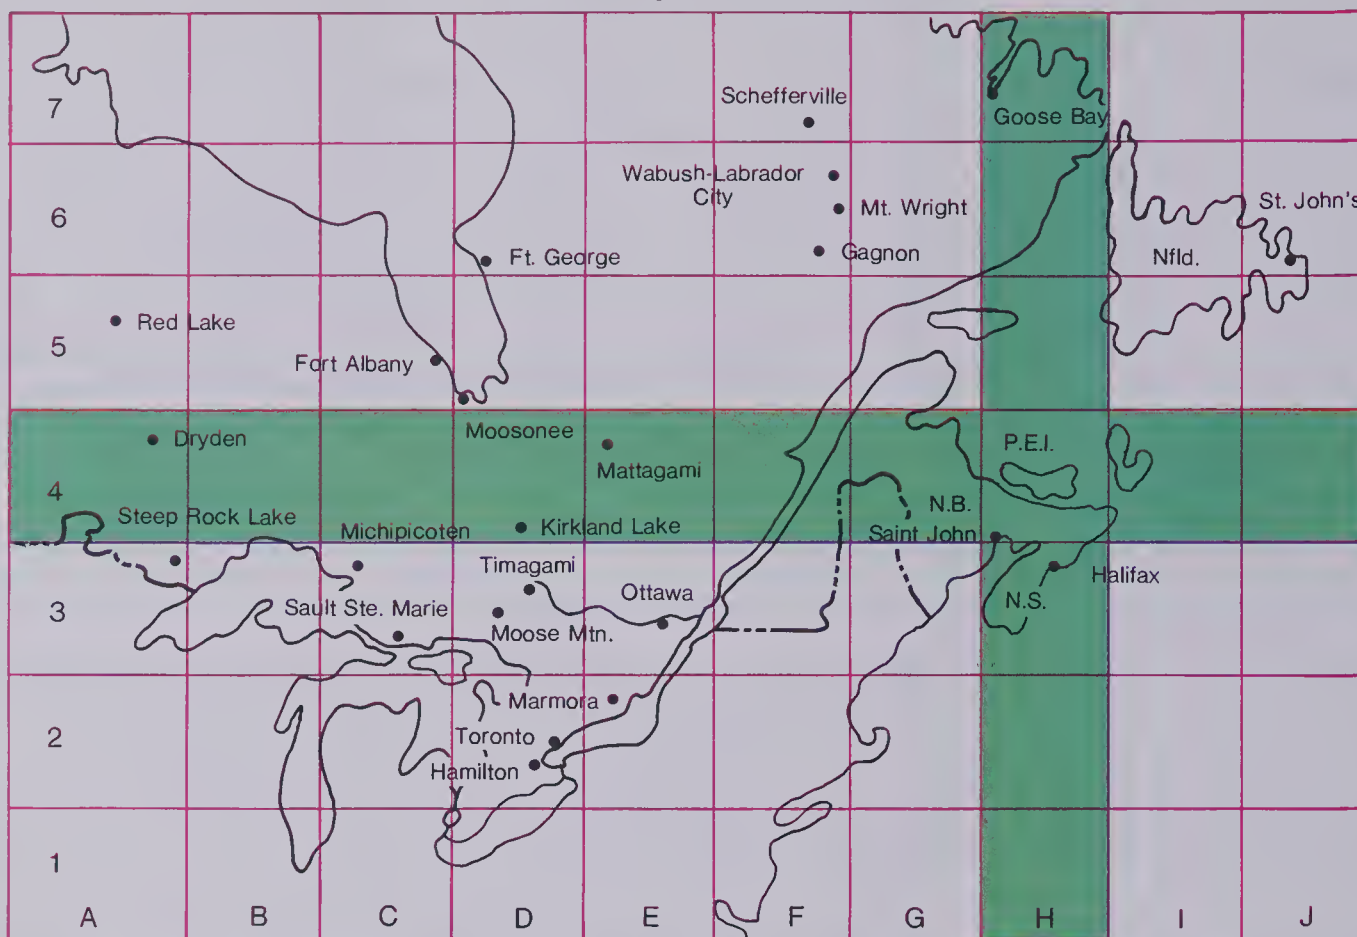 7
Schefferville
Goose Bay
Wabush-Labrador
City
6
Mt. Wright
St. John's
Ft. George
Gagnon
Nfld.
Red Lake
5
Fort Albany
Dryden
Moosonee
P.E.I.
Mattagami
4
Steep Rock Lake
Michipicoten
Kirkland Lake
N.B.
Saint John
Timagami
Ottawa
Halifax
3
Sault Ste. Marie
N.S.
Moose Mtn.
Marmora
2
Toronto
Hamilton
1
A B C D E F G H I J